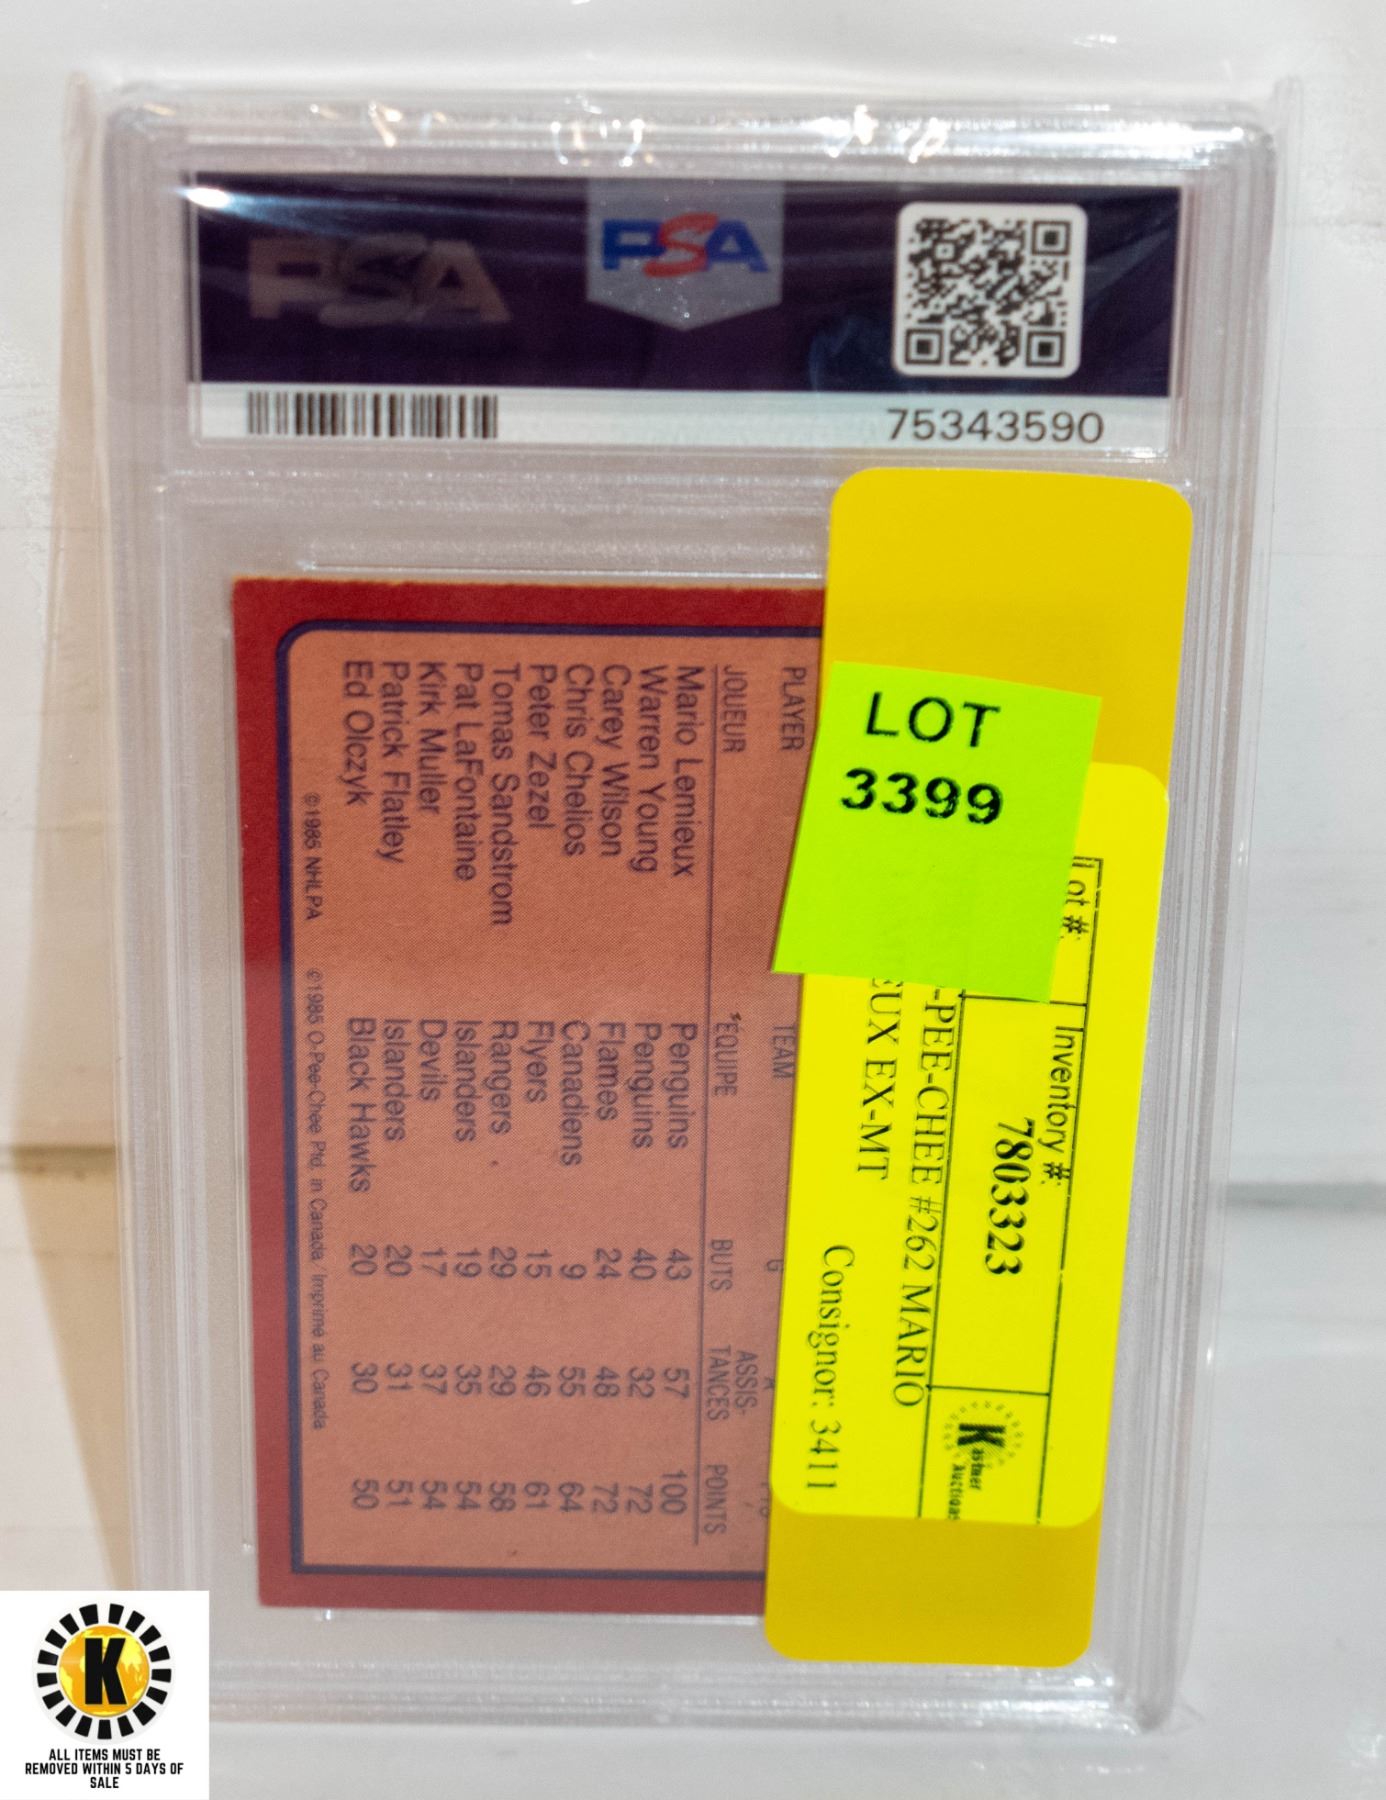 PSA
PSA
75343590
LOT
3399
Lot #:
Inventory #:
7803323
-PEE-CHEE #262 MARIO
EUX EX-MT
Consignor: 3411
Kastner
Auctions
PLAYER TEAM G A
JOUEUR ÉQUIPE BUTS ASSIS-TANCES POINTS
Mario Lemieux Penguins 43 57 100
Warren Young Penguins 40 32 72
Carey Wilson Flames 24 48 72
Chris Chelios Canadiens 9 55 64
Peter Zezel Flyers 15 46 61
Tomas Sandstrom Rangers 29 29 58
Pat LaFontaine Islanders 19 35 54
Kirk Muller Devils 17 37 54
Patrick Flatley Islanders 20 31 51
Ed Olczyk Black Hawks 20 30 50
©1985 NHLPA ©1985 O-Pee-Chee Ptd. in Canada/Imprimé au Canada
K
ALL ITEMS MUST BE
REMOVED WITHIN 5 DAYS OF
SALE